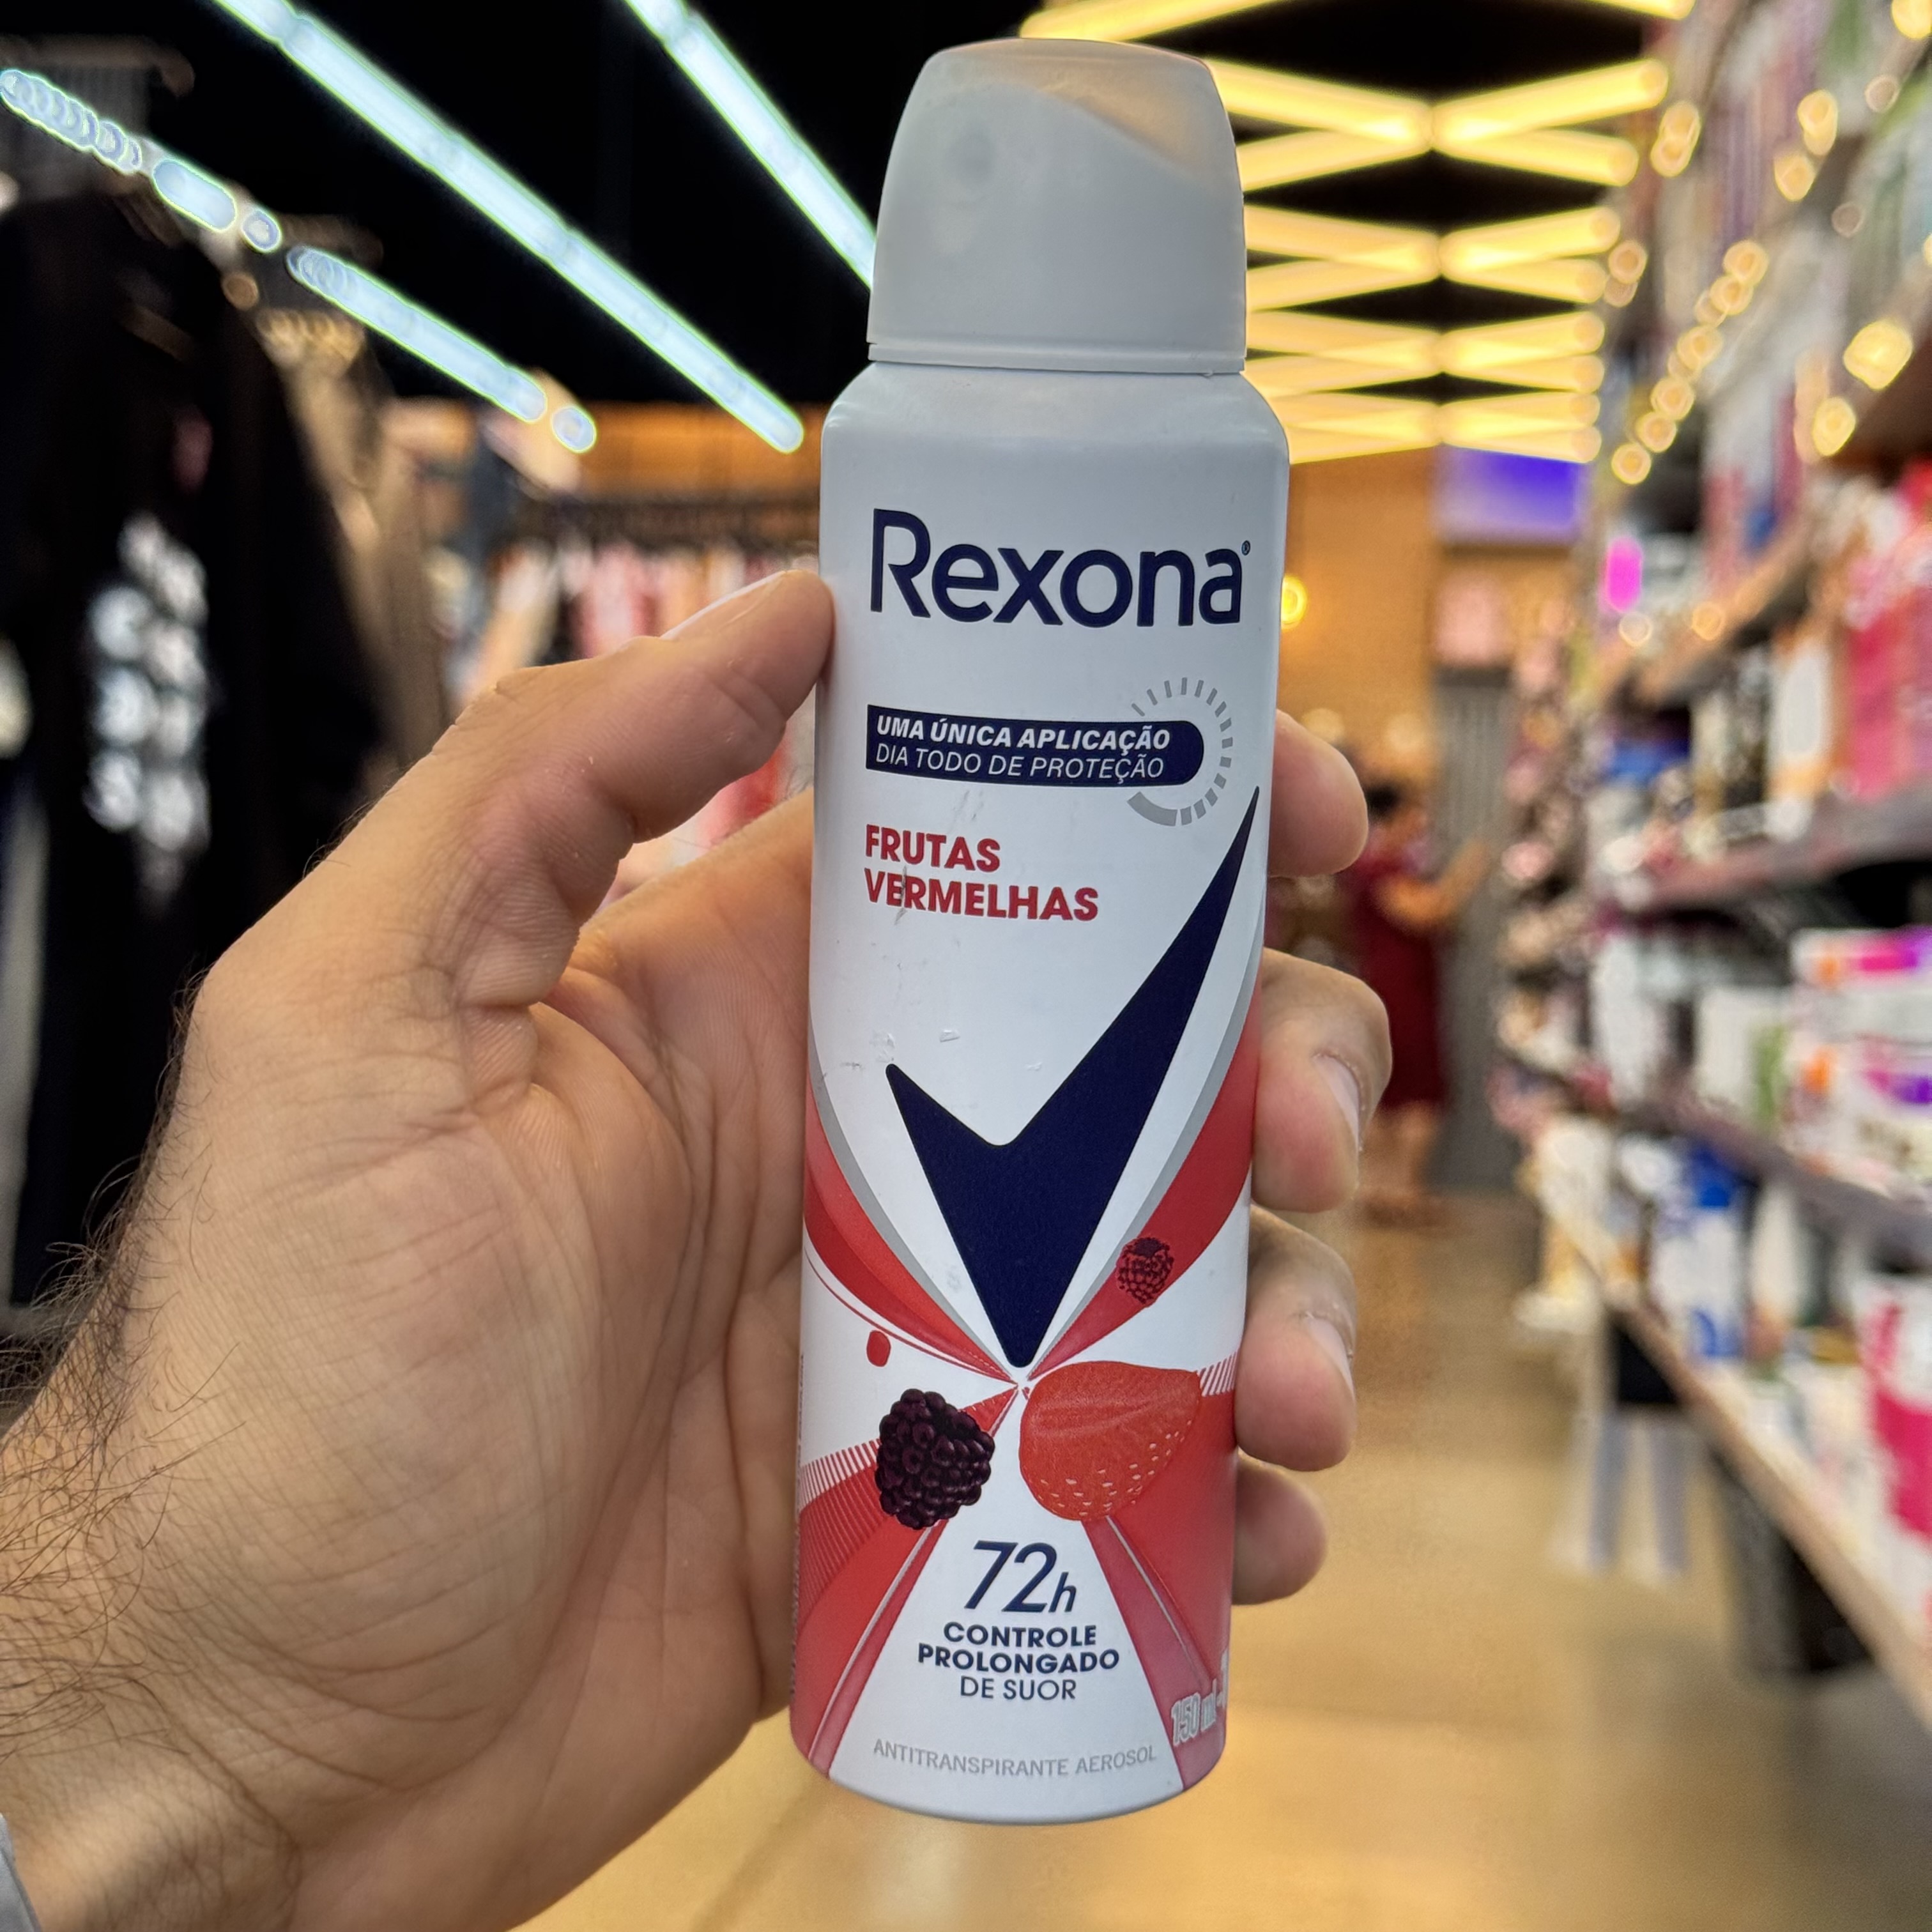 Rexona®
UMA ÚNICA APLICAÇÃO
DIA TODO DE PROTEÇÃO
FRUTAS
VERMELHAS
72h
CONTROLE
PROLONGADO
DE SUOR
150 ml
ANTITRANSPIRANTE AEROSOL